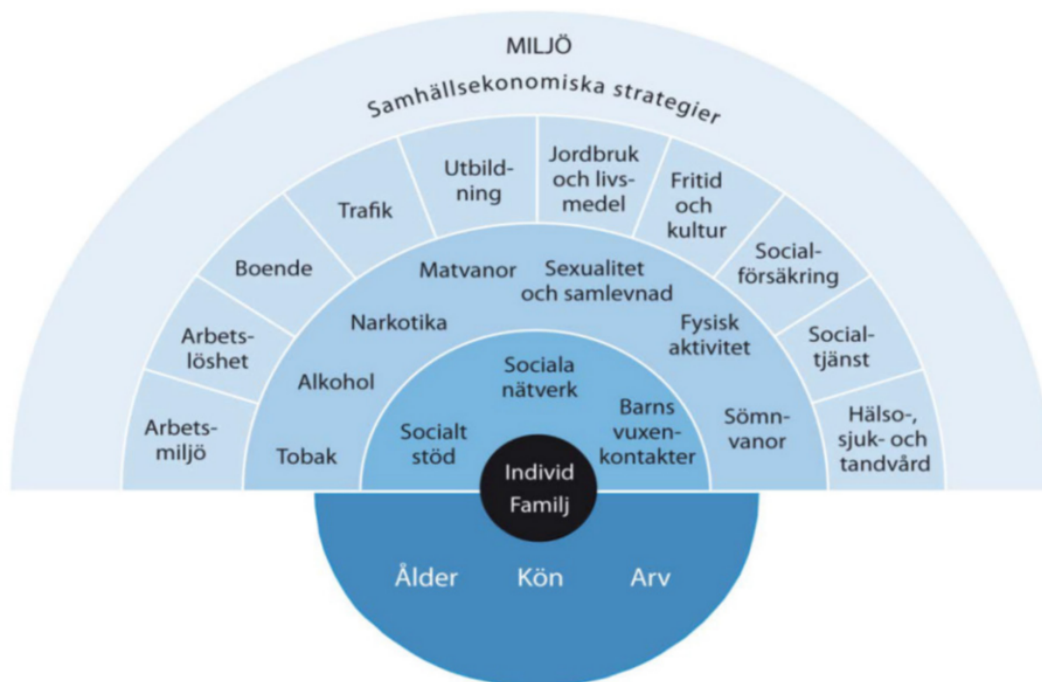 MILJÖ
Samhällsekonomiska strategier
Arbets-
miljö
Arbets-
löshet
Boende
Trafik
Utbild-
ning
Jordbruk
och livs-
medel
Fritid
och
kultur
Social-
försäkring
Social-
tjänst
Hälso-,
sjuk- och
tandvård
Tobak
Alkohol
Narkotika
Matvanor
Sexualitet
och samlevnad
Fysisk
aktivitet
Sömn-
vanor
Socialt
stöd
Sociala
nätverk
Barns
vuxen-
kontakter
Individ
Familj
Ålder
Kön
Arv